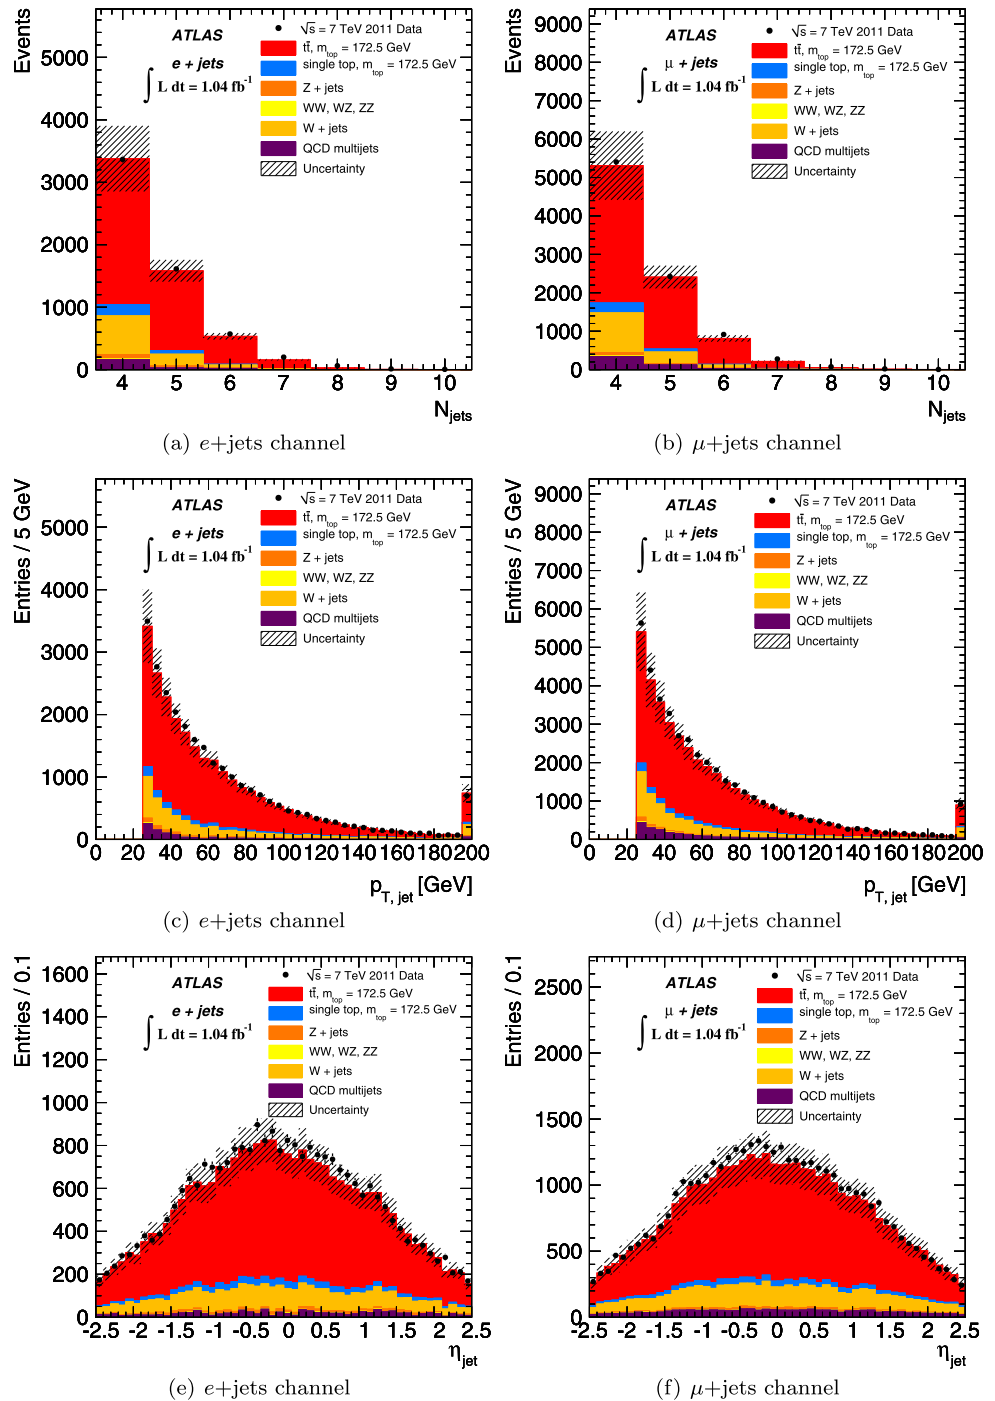 Events
5000
4000
3000
2000
1000
0
ATLAS
e + jets
∫ L dt = 1.04 fb⁻¹
√s = 7 TeV 2011 Data
tt̄, m_top = 172.5 GeV
single top, m_top = 172.5 GeV
Z + jets
WW, WZ, ZZ
W + jets
QCD multijets
Uncertainty
4 5 6 7 8 9 10
N_jets
(a) e+jets channel
Events
9000
8000
7000
6000
5000
4000
3000
2000
1000
0
ATLAS
μ + jets
∫ L dt = 1.04 fb⁻¹
√s = 7 TeV 2011 Data
tt̄, m_top = 172.5 GeV
single top, m_top = 172.5 GeV
Z + jets
WW, WZ, ZZ
W + jets
QCD multijets
Uncertainty
4 5 6 7 8 9 10
N_jets
(b) μ+jets channel
Entries / 5 GeV
5000
4000
3000
2000
1000
0
ATLAS
e + jets
∫ L dt = 1.04 fb⁻¹
√s = 7 TeV 2011 Data
tt̄, m_top = 172.5 GeV
single top, m_top = 172.5 GeV
Z + jets
WW, WZ, ZZ
W + jets
QCD multijets
Uncertainty
0 20 40 60 80 100 120 140 160 180 200
p_T, jet [GeV]
(c) e+jets channel
Entries / 5 GeV
9000
8000
7000
6000
5000
4000
3000
2000
1000
0
ATLAS
μ + jets
∫ L dt = 1.04 fb⁻¹
√s = 7 TeV 2011 Data
tt̄, m_top = 172.5 GeV
single top, m_top = 172.5 GeV
Z + jets
WW, WZ, ZZ
W + jets
QCD multijets
Uncertainty
0 20 40 60 80 100 120 140 160 180 200
p_T, jet [GeV]
(d) μ+jets channel
Entries / 0.1
1600
1400
1200
1000
800
600
400
200
0
ATLAS
e + jets
∫ L dt = 1.04 fb⁻¹
√s = 7 TeV 2011 Data
tt̄, m_top = 172.5 GeV
single top, m_top = 172.5 GeV
Z + jets
WW, WZ, ZZ
W + jets
QCD multijets
Uncertainty
-2.5 -2 -1.5 -1 -0.5 0 0.5 1 1.5 2 2.5
η_jet
(e) e+jets channel
Entries / 0.1
2500
2000
1500
1000
500
0
ATLAS
μ + jets
∫ L dt = 1.04 fb⁻¹
√s = 7 TeV 2011 Data
tt̄, m_top = 172.5 GeV
single top, m_top = 172.5 GeV
Z + jets
WW, WZ, ZZ
W + jets
QCD multijets
Uncertainty
-2.5 -2 -1.5 -1 -0.5 0 0.5 1 1.5 2 2.5
η_jet
(f) μ+jets channel